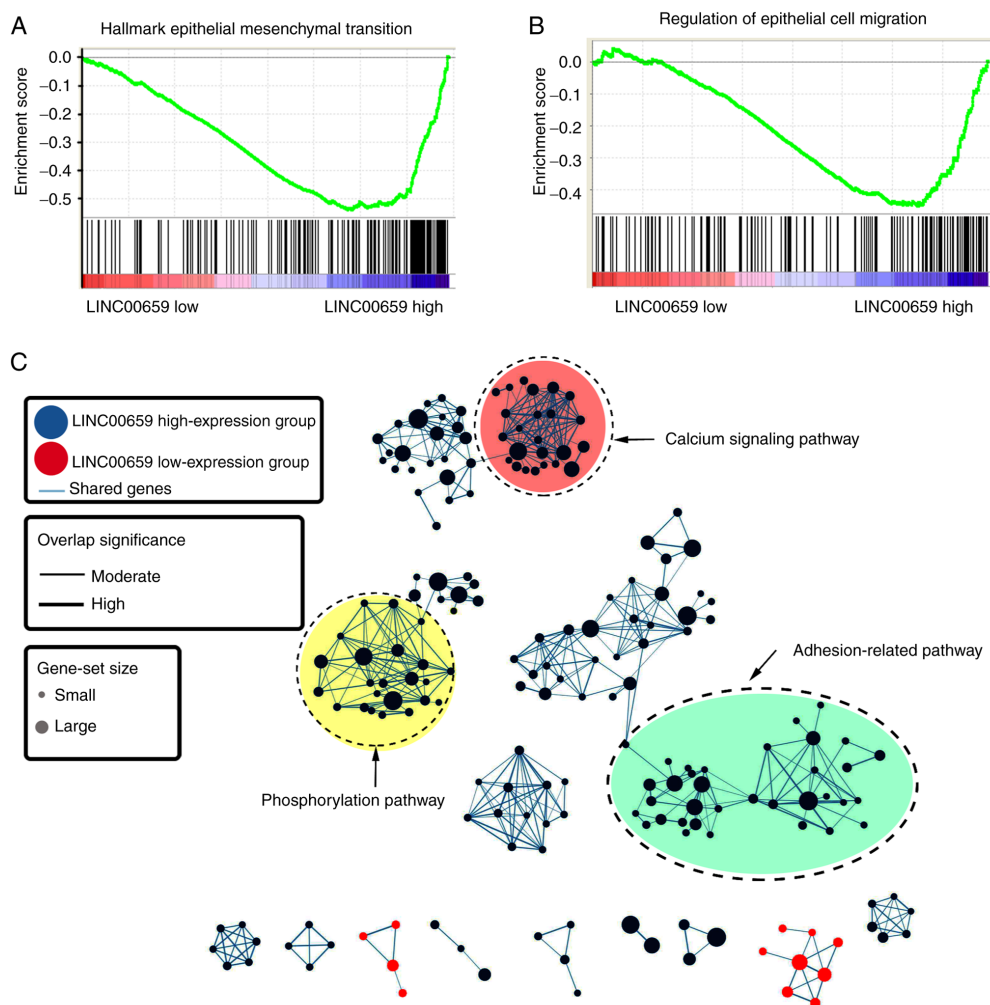 A
Hallmark epithelial mesenchymal transition
Enrichment score
0.0
−0.1
−0.2
−0.3
−0.4
−0.5
LINC00659 low
LINC00659 high
B
Regulation of epithelial cell migration
Enrichment score
0.0
−0.1
−0.2
−0.3
−0.4
LINC00659 low
LINC00659 high
C
LINC00659 high-expression group
LINC00659 low-expression group
Shared genes
Overlap significance
Moderate
High
Gene-set size
Small
Large
Calcium signaling pathway
Adhesion-related pathway
Phosphorylation pathway